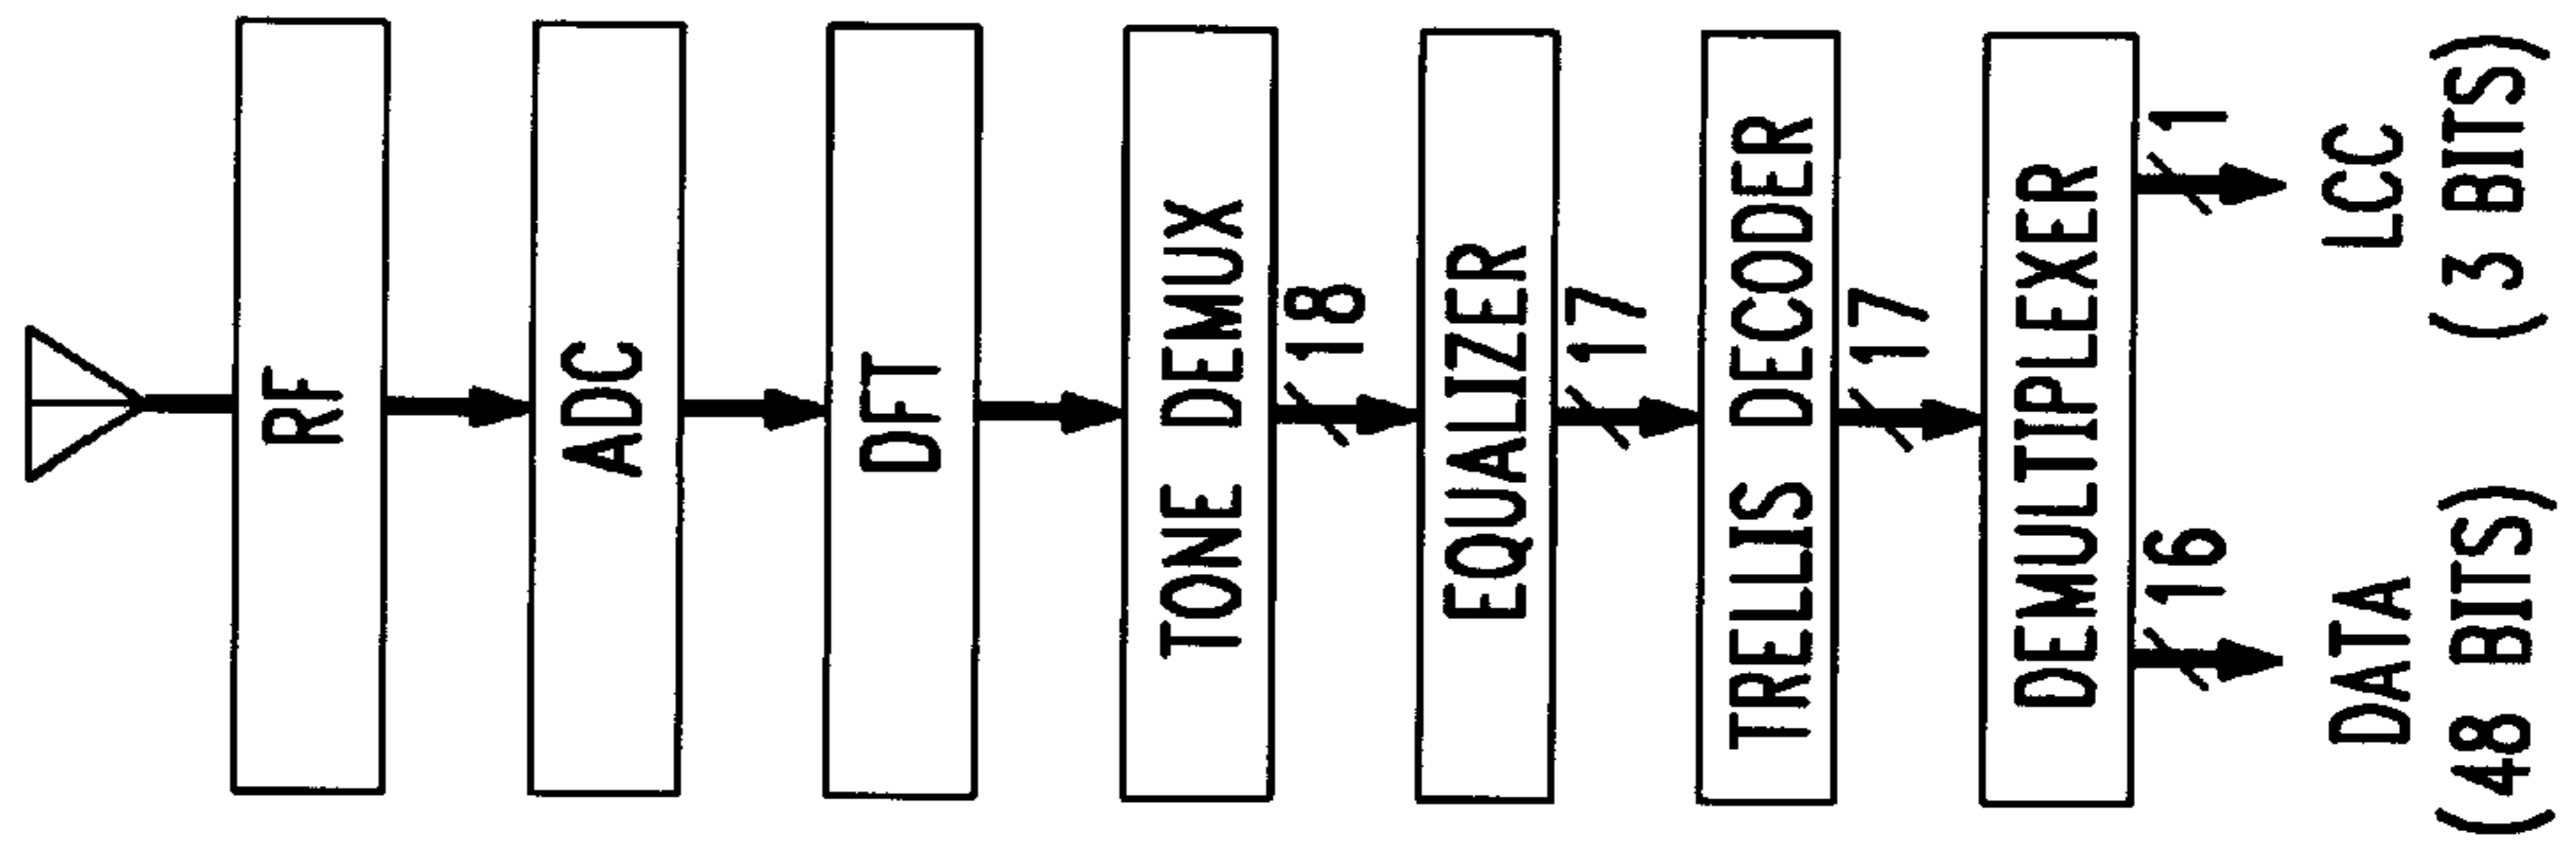 RF
ADC
DFT
TONE DEMUX
18
EQUALIZER
17
TRELLIS DECODER
17
DEMULTIPLEXER
16
1
DATA
(48 BITS)
LCC
(3 BITS)